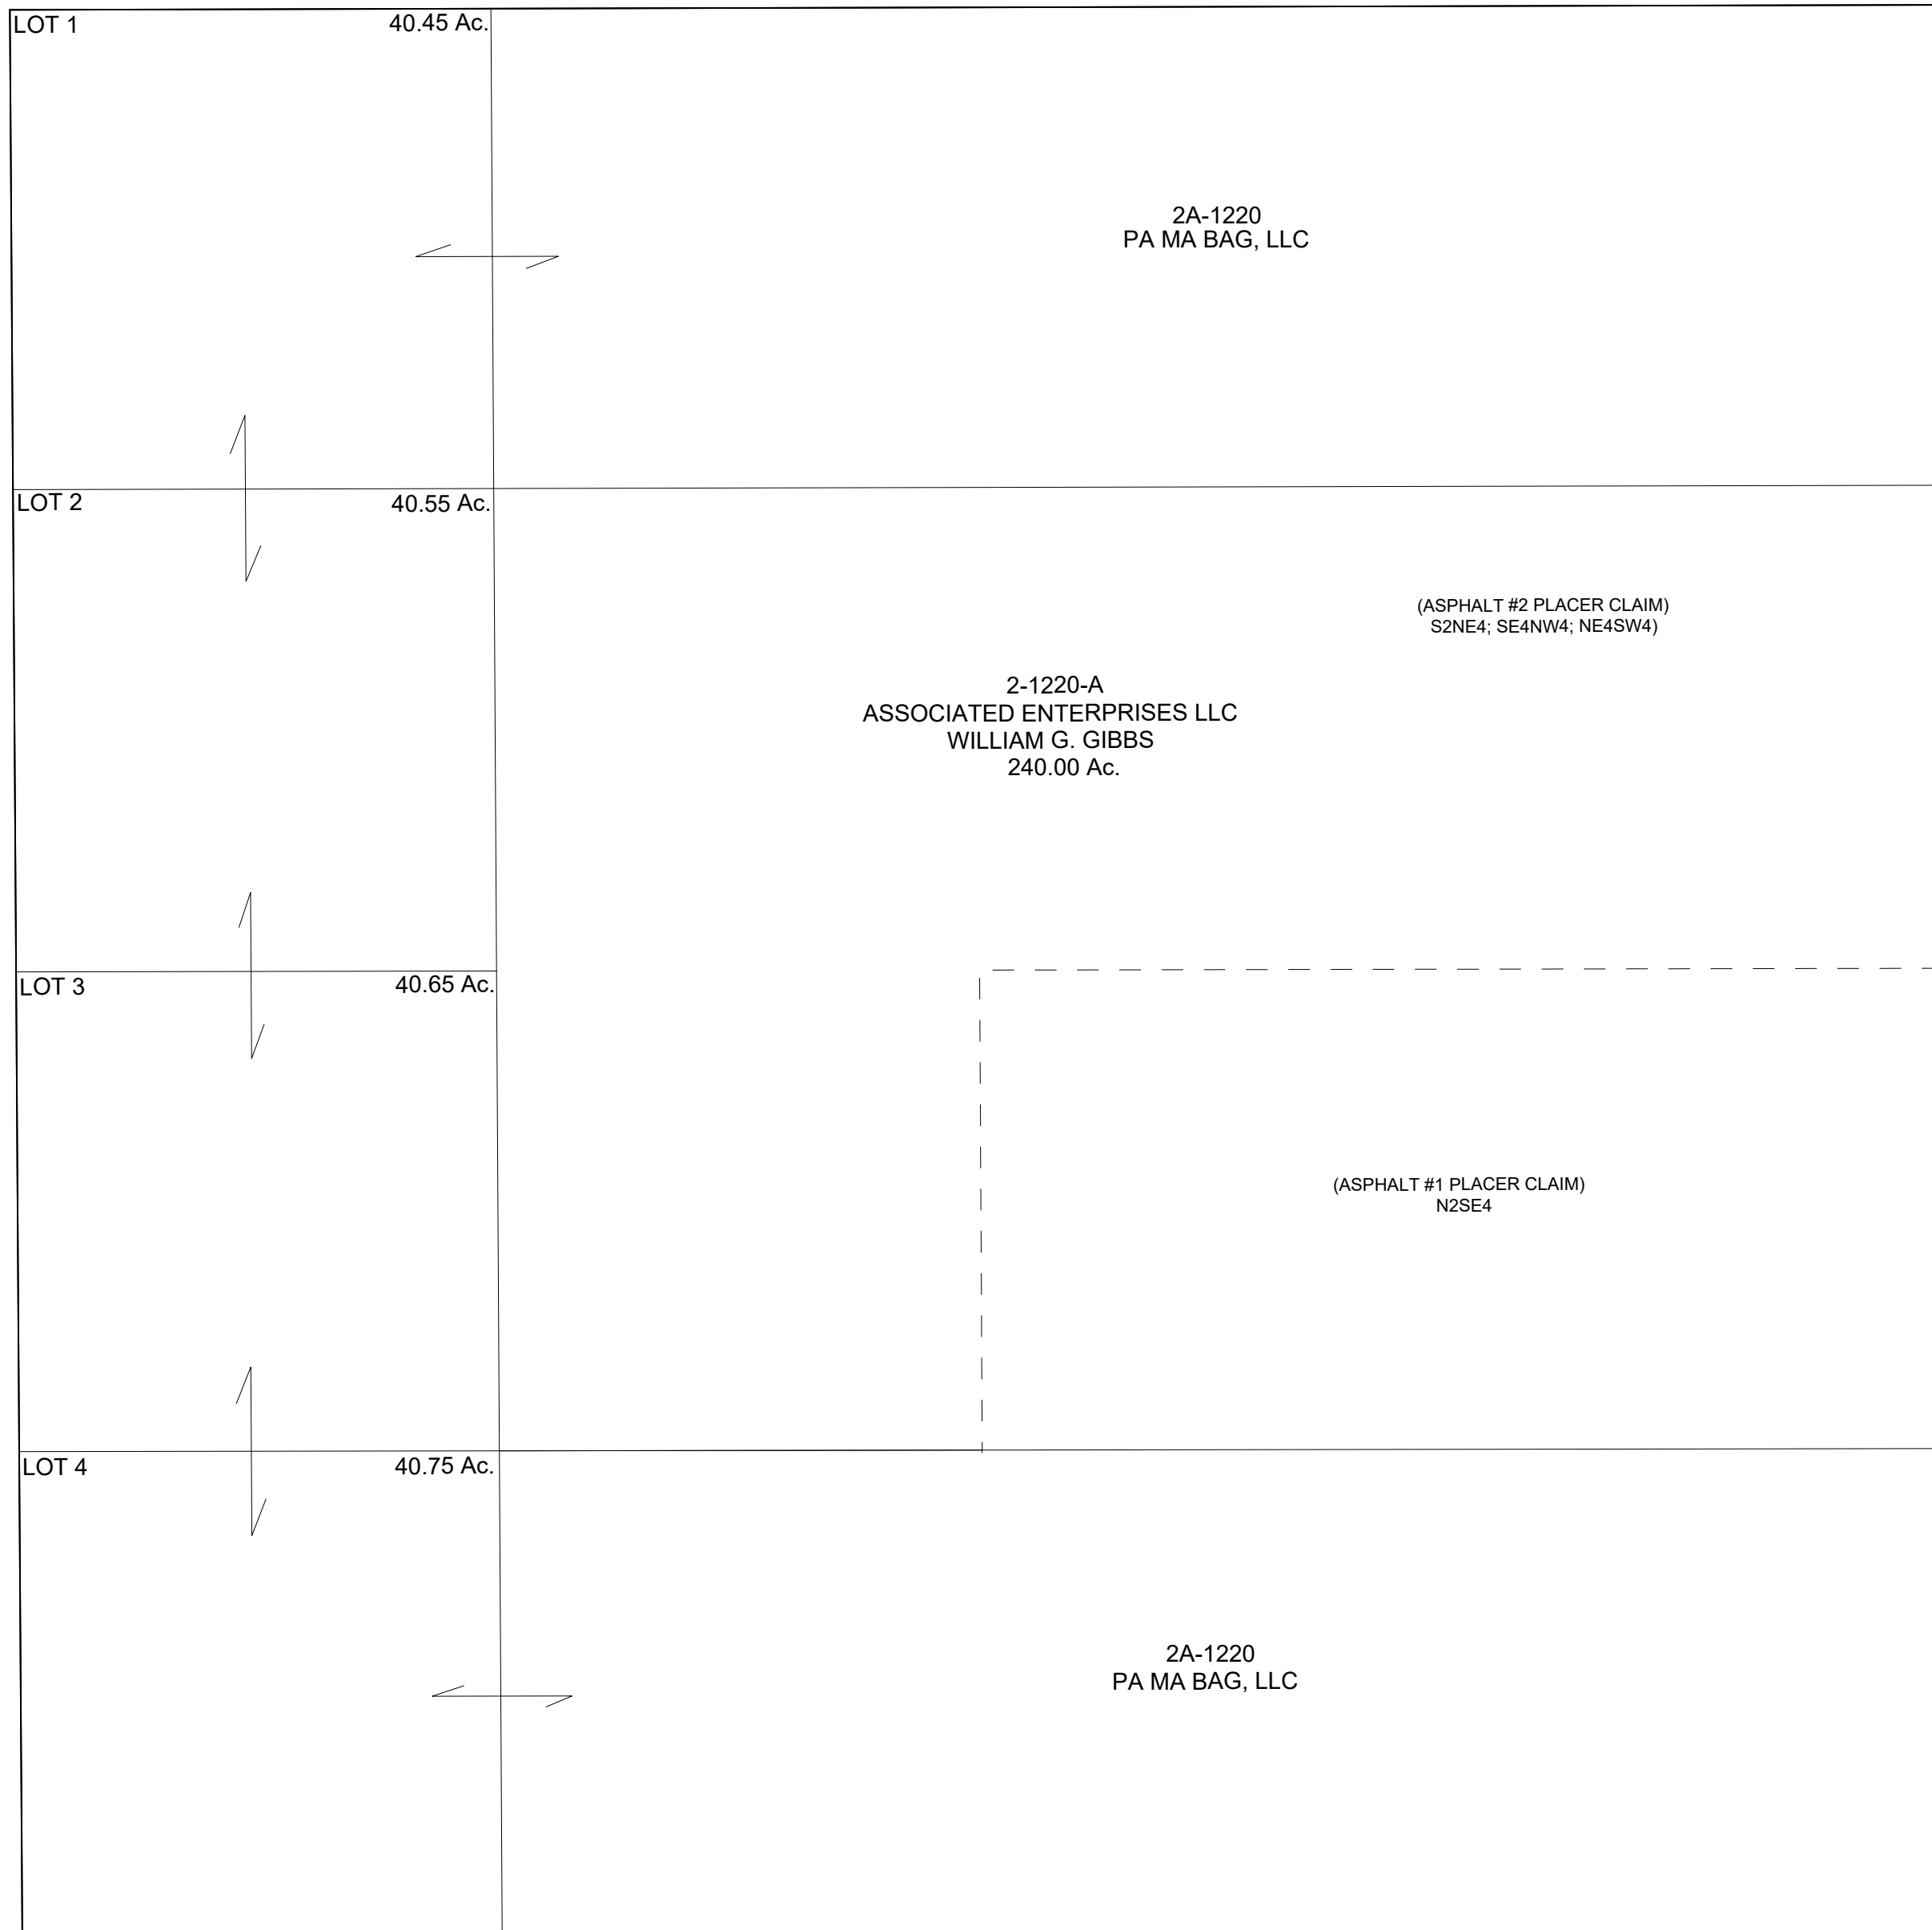 LOT 1
40.45 Ac.
2A-1220
PA MA BAG, LLC
LOT 2
40.55 Ac.
(ASPHALT #2 PLACER CLAIM)
S2NE4; SE4NW4; NE4SW4)
2-1220-A
ASSOCIATED ENTERPRISES LLC
WILLIAM G. GIBBS
240.00 Ac.
LOT 3
40.65 Ac.
(ASPHALT #1 PLACER CLAIM)
N2SE4
LOT 4
40.75 Ac.
2A-1220
PA MA BAG, LLC